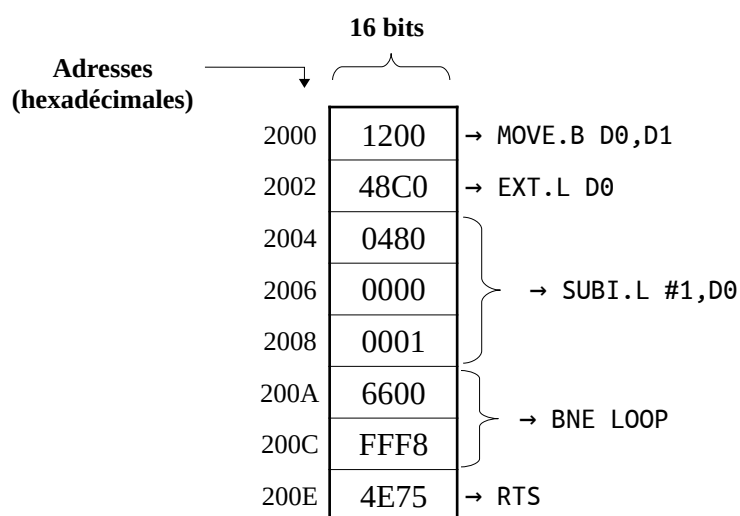 16 bits
Adresses
(hexadécimales)
2000 1200 → MOVE.B D0,D1
2002 48C0 → EXT.L D0
2004 0480
2006 0000 → SUBI.L #1,D0
2008 0001
200A 6600
→ BNE LOOP
200C FFF8
200E 4E75 → RTS